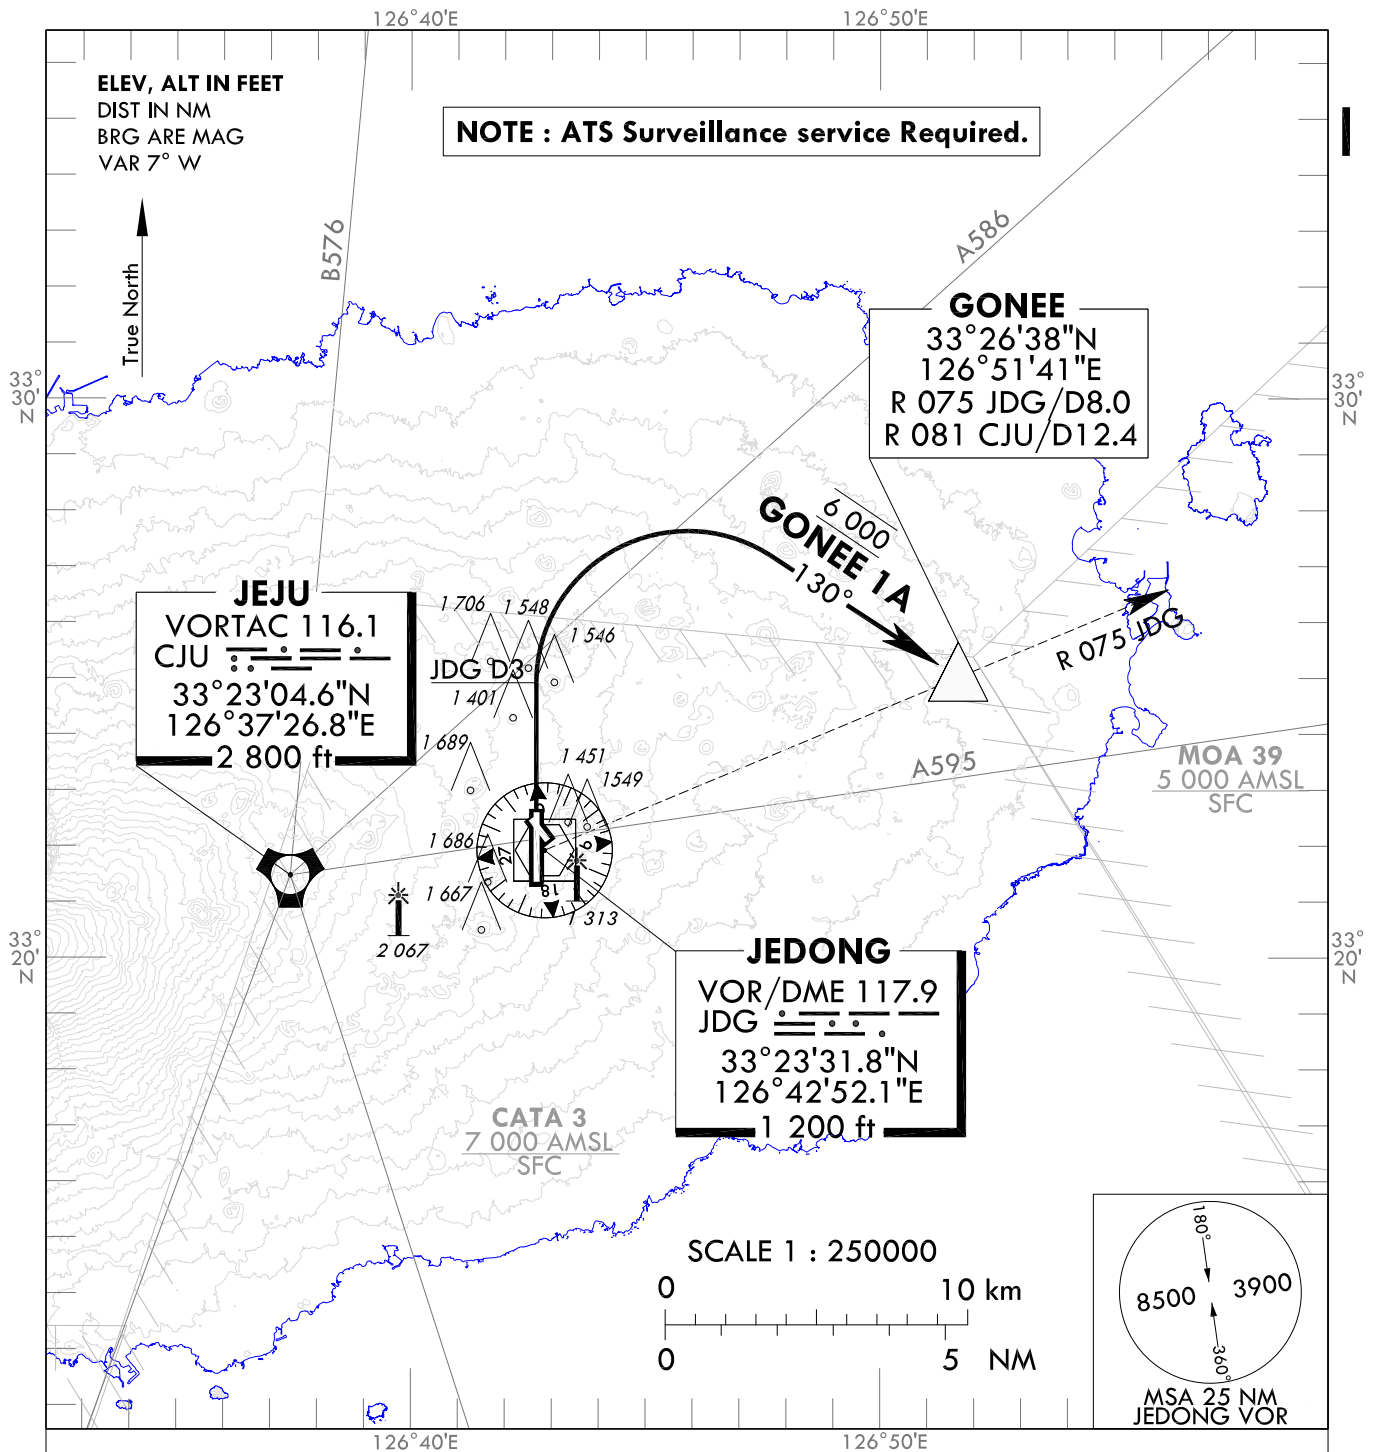 126°40'E
126°50'E
ELEV, ALT IN FEET
DIST IN NM
BRG ARE MAG
VAR 7° W
NOTE : ATS Surveillance service Required.
True North
B576
A586
GONEE
33°26'38"N
126°51'41"E
R 075 JDG/D8.0
R 081 CJU/D12.4
33°
30'
N
33°
30'
N
6 000
GONEE 1A
130°
JEJU
VORTAC 116.1
CJU
33°23'04.6"N
126°37'26.8"E
2 800 ft
1 706
1 548
1 546
JDG D3
1 401
R 075 JDG
1 689
1 451
1549
A595
MOA 39
5 000 AMSL
SFC
1 686
27
9
18
1 667
1 313
2 067
33°
20'
N
33°
20'
N
JEDONG
VOR/DME 117.9
JDG
33°23'31.8"N
126°42'52.1"E
1 200 ft
CATA 3
7 000 AMSL
SFC
SCALE 1 : 250000
0
10 km
0
5 NM
180°
8500
3900
360°
MSA 25 NM
JEDONG VOR
126°40'E
126°50'E